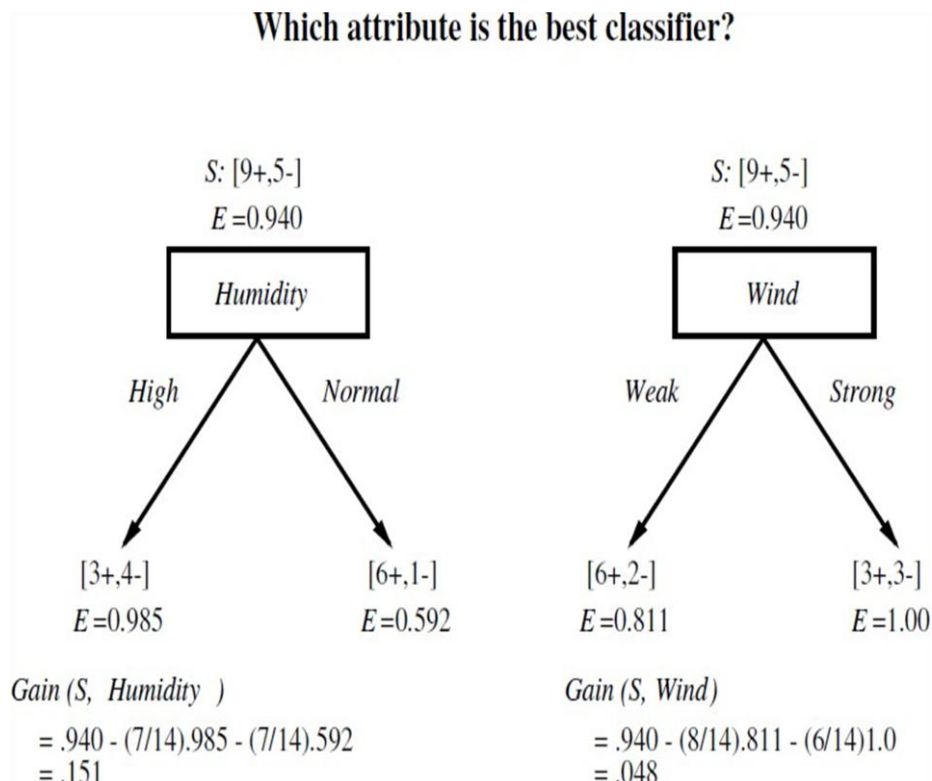 Which attribute is the best classifier?
S: [9+,5-]
E =0.940
Humidity
High
Normal
[3+,4-]
E =0.985
[6+,1-]
E =0.592
Gain (S, Humidity )
= .940 - (7/14).985 - (7/14).592
= .151
S: [9+,5-]
E =0.940
Wind
Weak
Strong
[6+,2-]
E =0.811
[3+,3-]
E =1.00
Gain (S, Wind)
= .940 - (8/14).811 - (6/14)1.0
= .048